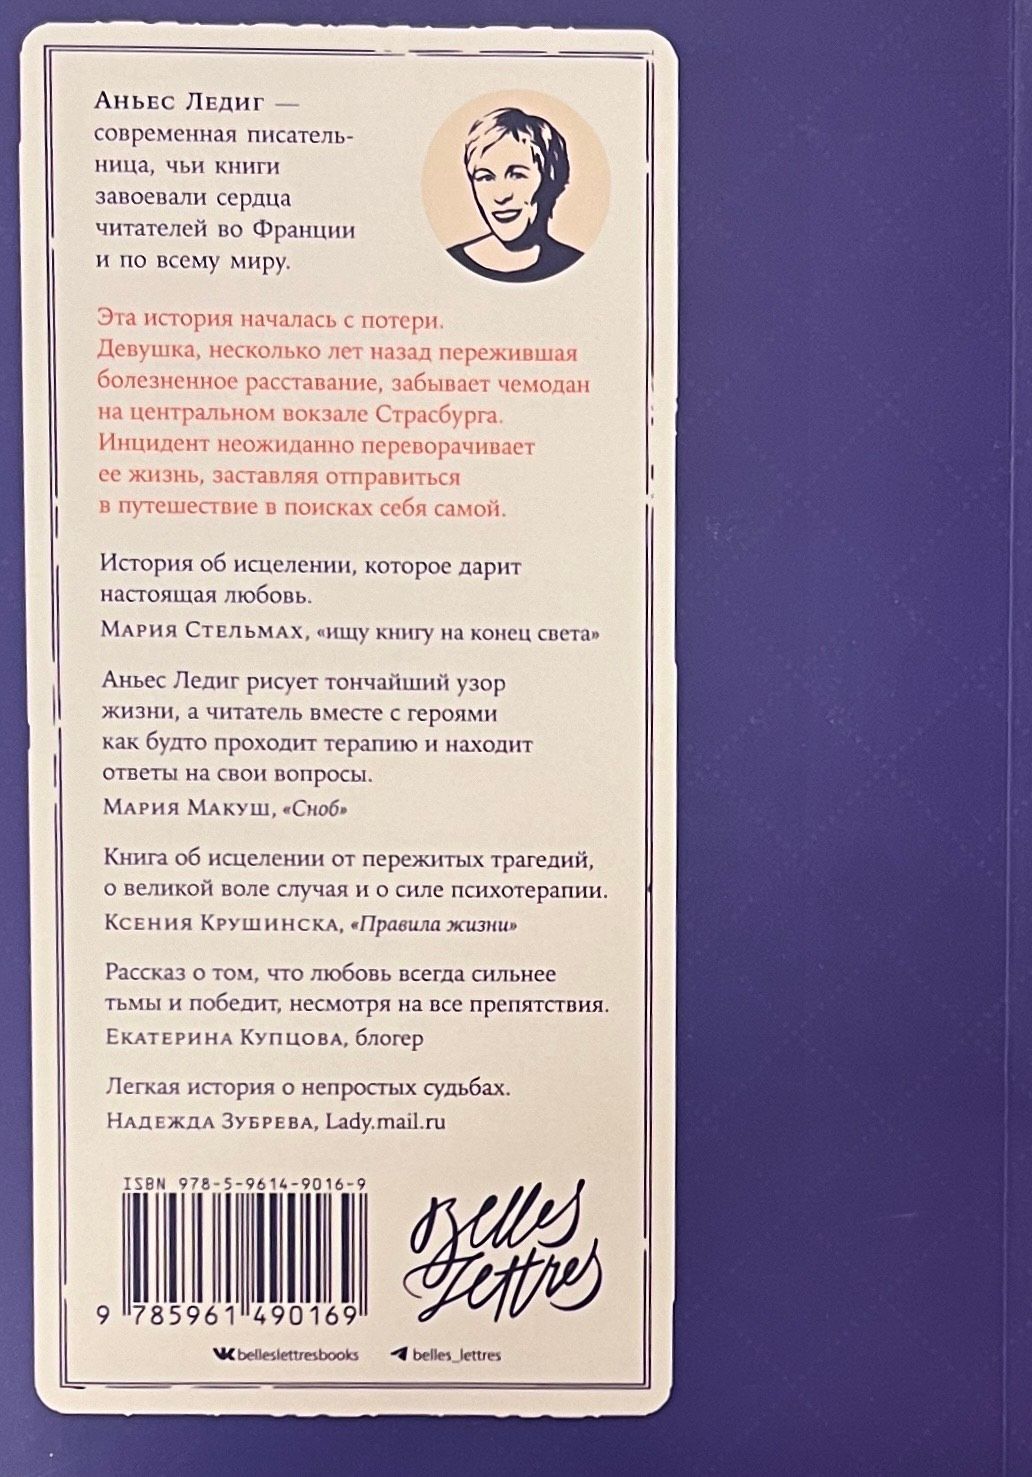 Аньес Ледиг —
современная писатель-
ница, чьи книги
завоевали сердца
читателей во Франции
и по всему миру.
Эта история началась с потери.
Девушка, несколько лет назад пережившая
болезненное расставание, забывает чемодан
на центральном вокзале Страсбурга.
Инцидент неожиданно переворачивает
ее жизнь, заставляя отправиться
в путешествие в поисках себя самой.
История об исцелении, которое дарит
настоящая любовь.
Мария Стельмах, «ищу книгу на конец света»
Аньес Ледиг рисует тончайший узор
жизни, а читатель вместе с героями
как будто проходит терапию и находит
ответы на свои вопросы.
Мария Макуш, «Сноб»
Книга об исцелении от пережитых трагедий,
о великой воле случая и о силе психотерапии.
Ксения Крушинска, «Правила жизни»
Рассказ о том, что любовь всегда сильнее
тьмы и победит, несмотря на все препятствия.
Екатерина Купцова, блогер
Легкая история о непростых судьбах.
Надежда Зубрева, Lady.mail.ru
ISBN 978-5-9614-9016-9
9 785961 490169
Belles
Lettres
belleslettresbooks belles_lettres